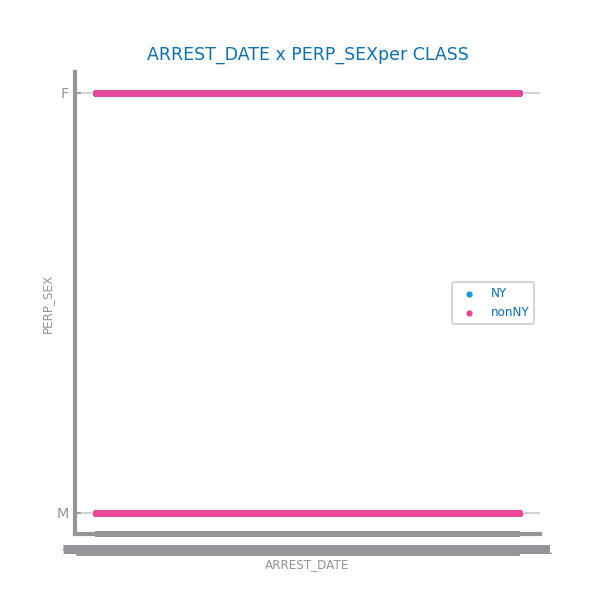 ARREST_DATE x PERP_SEXper CLASS
F
PERP_SEX
NY
nonNY
M
ARREST_DATE